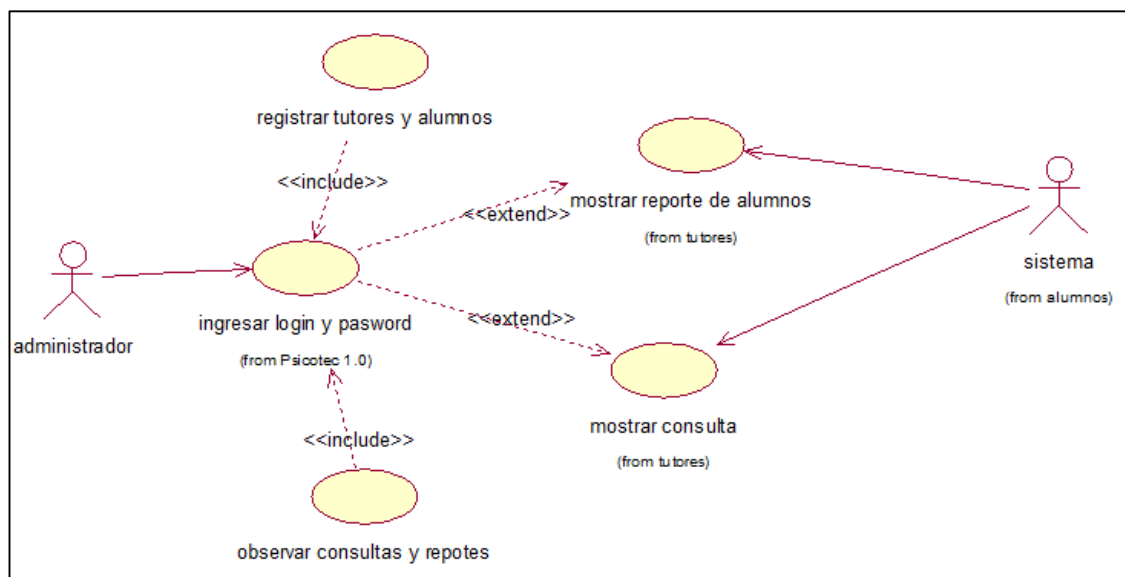 registrar tutores y alumnos
<<include>>
mostrar reporte de alumnos
(from tutores)
<<extend>>
sistema
(from alumnos)
administrador
ingresar login y pasword
(from Psicotec 1.0)
<<extend>>
mostrar consulta
(from tutores)
<<include>>
observar consultas y repotes